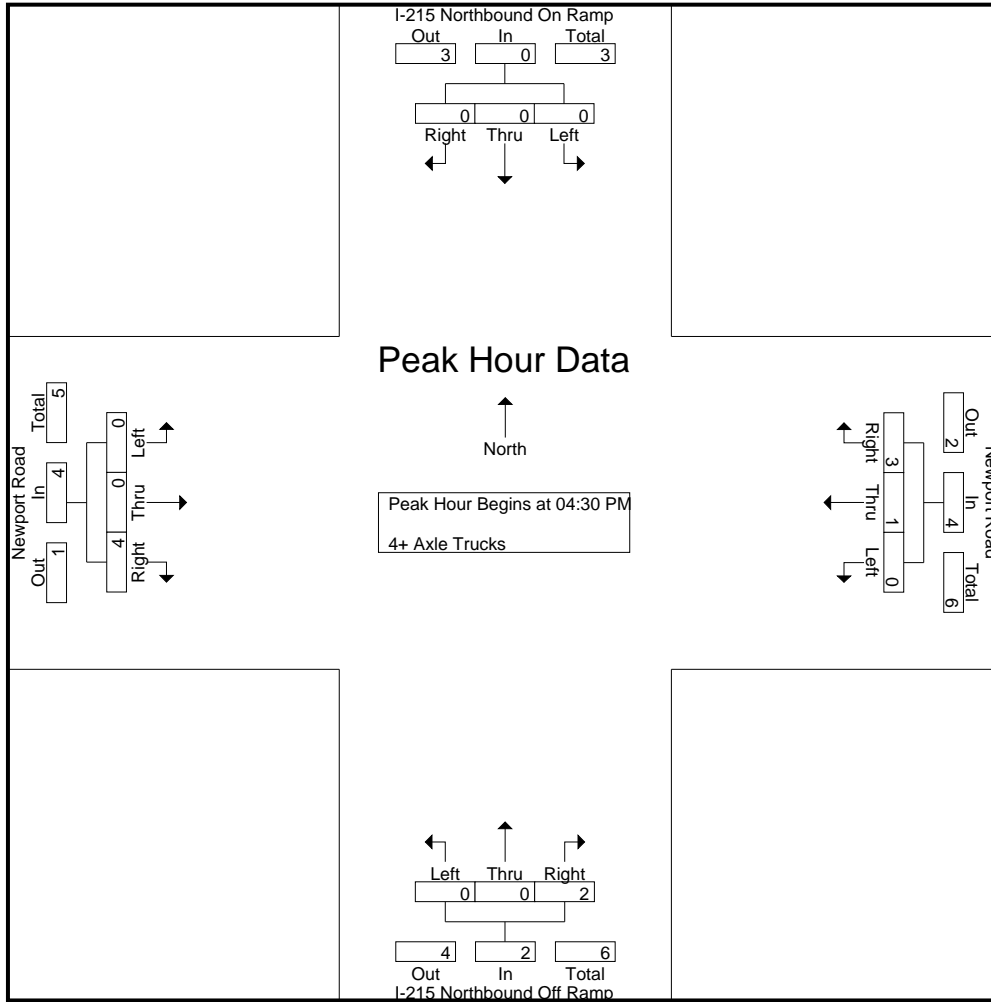 I-215 Northbound On Ramp
Out In Total
3 0 3
0 0 0
Right Thru Left
Peak Hour Data
North
Peak Hour Begins at 04:30 PM
4+ Axle Trucks
Newport Road
Out In Total
1 4 5
Left Thru Right
0 0 4
Newport Road
Out In Total
2 4 6
Right Thru Left
3 1 0
Left Thru Right
0 0 2
4 2 6
Out In Total
I-215 Northbound Off Ramp